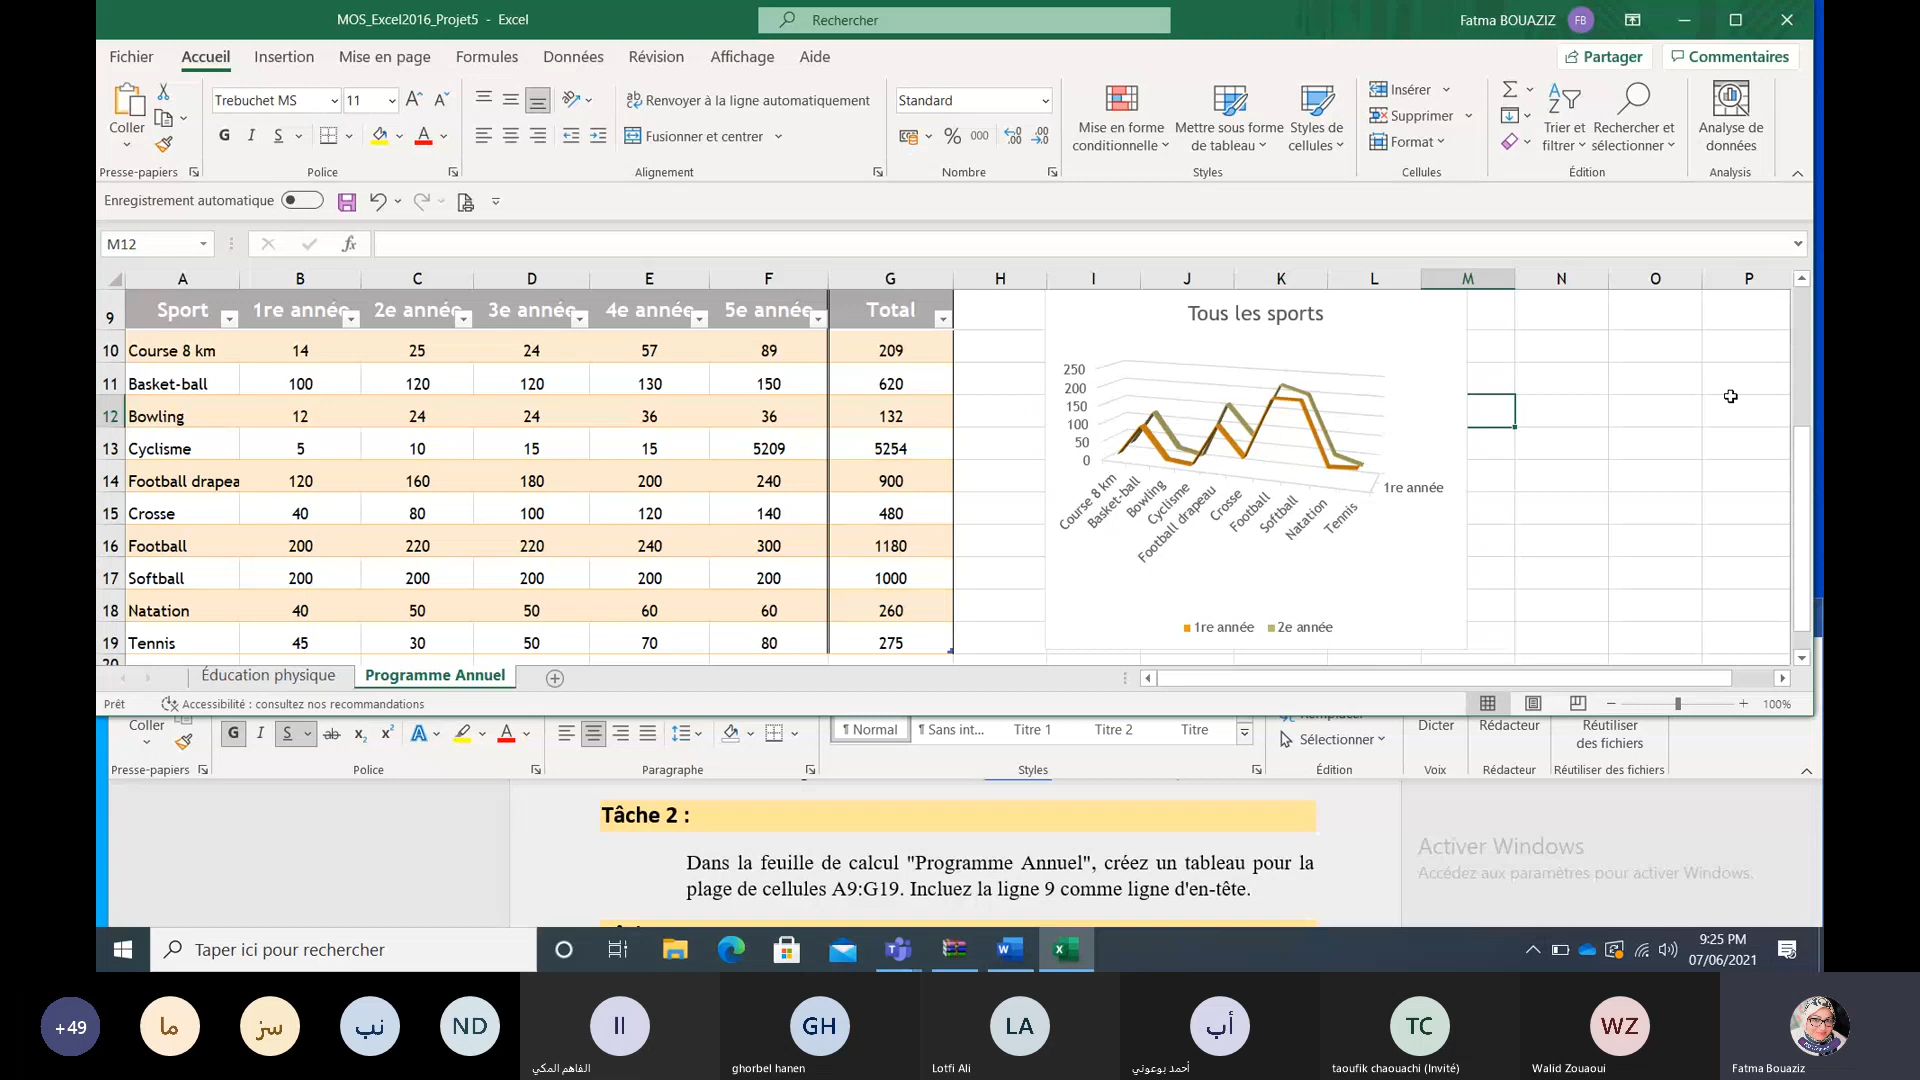 MOS_Excel2016_Projet5 - Excel
Rechercher
Fatma BOUAZIZ
FB
Fichier Accueil Insertion Mise en page Formules Données Révision Affichage Aide
Partager
Commentaires
Coller
Presse-papiers
Trebuchet MS 11
G I S
Police
Renvoyer à la ligne automatiquement
Fusionner et centrer
Alignement
Standard
% 000
Nombre
Mise en forme conditionnelle
Mettre sous forme de tableau
Styles de cellules
Styles
Insérer
Supprimer
Format
Cellules
Trier et filtrer
Rechercher et sélectionner
Édition
Analyse de données
Analysis
Enregistrement automatique
M12
fx
A B C D E F G H I J K L M N O P
9 Sport 1re année 2e année 3e année 4e année 5e année Total
10 Course 8 km 14 25 24 57 89 209
11 Basket-ball 100 120 120 130 150 620
12 Bowling 12 24 24 36 36 132
13 Cyclisme 5 10 15 15 5209 5254
14 Football drapea 120 160 180 200 240 900
15 Crosse 40 80 100 120 140 480
16 Football 200 220 220 240 300 1180
17 Softball 200 200 200 200 200 1000
18 Natation 40 50 50 60 60 260
19 Tennis 45 30 50 70 80 275
20
Tous les sports
250
200
150
100
50
0
Course 8 km
Basket-ball
Bowling
Cyclisme
Football drapeau
Crosse
Football
Softball
Natation
Tennis
1re année
1re année 2e année
Éducation physique Programme Annuel
Prêt
Accessibilité : consultez nos recommandations
100%
Coller
Presse-papiers
G I S ab x₂ x² A A
Police
Paragraphe
¶ Normal ¶ Sans int... Titre 1 Titre 2 Titre
Styles
Remplacer
Sélectionner
Édition
Dicter
Voix
Rédacteur
Rédacteur
Réutiliser des fichiers
Réutiliser des fichiers
Tâche 2 :
Dans la feuille de calcul "Programme Annuel", créez un tableau pour la
plage de cellules A9:G19. Incluez la ligne 9 comme ligne d'en-tête.
Activer Windows
Accédez aux paramètres pour activer Windows.
Taper ici pour rechercher
9:25 PM
07/06/2021
+49
ما
سز
نب
ND
اا
الفاهم المكي
GH
ghorbel hanen
LA
Lotfi Ali
أب
أحمد بوعوني
TC
taoufik chaouachi (Invité)
WZ
Walid Zouaoui
Fatma Bouaziz